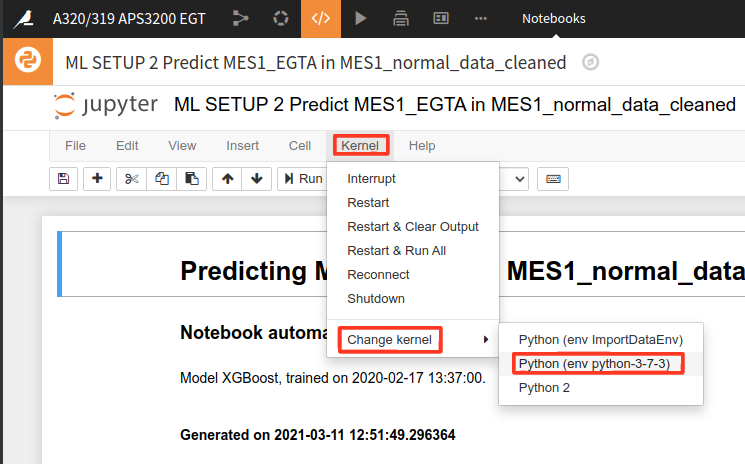 A320/319 APS3200 EGT
Notebooks
ML SETUP 2 Predict MES1_EGTA in MES1_normal_data_cleaned
jupyter ML SETUP 2 Predict MES1_EGTA in MES1_normal_data_cleaned
File Edit View Insert Cell Kernel Help
Run
Interrupt
Restart
Restart & Clear Output
Restart & Run All
Reconnect
Shutdown
Change kernel
Python (env ImportDataEnv)
Python (env python-3-7-3)
Python 2
Predicting M MES1_normal_data
Notebook automa
Model XGBoost, trained on 2020-02-17 13:37:00.
Generated on 2021-03-11 12:51:49.296364